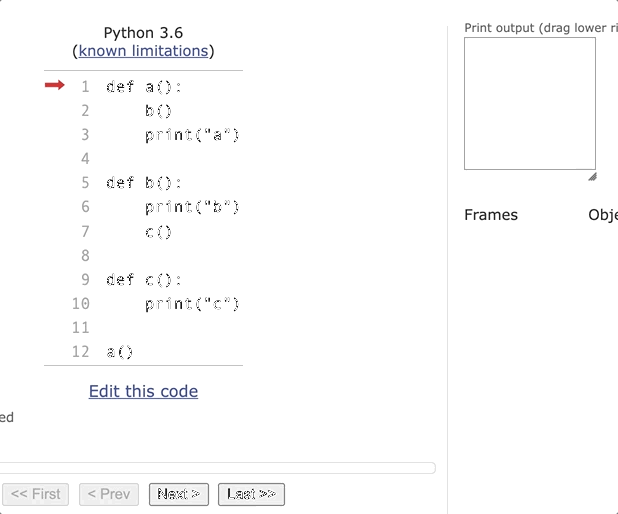 Python 3.6
(known limitations)
1 def a():
2     b()
3     print("a")
4
5 def b():
6     print("b")
7     c()
8
9 def c():
10     print("c")
11
12 a()
Edit this code
ed
<< First
< Prev
Next >
Last >>
Print output (drag lower ri
Frames
Obje